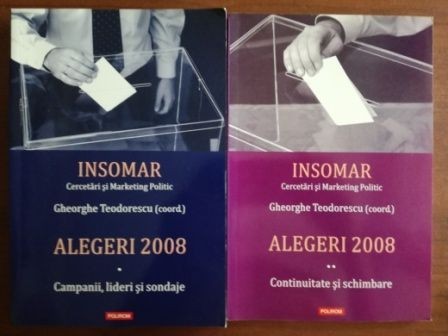 INSOMAR
Cercetări și Marketing Politic
Gheorghe Teodorescu (coord.)
ALEGERI 2008
*
Campanii, lideri și sondaje
POLIROM
INSOMAR
Cercetări și Marketing Politic
Gheorghe Teodorescu (coord.)
ALEGERI 2008
**
Continuitate și schimbare
POLIROM